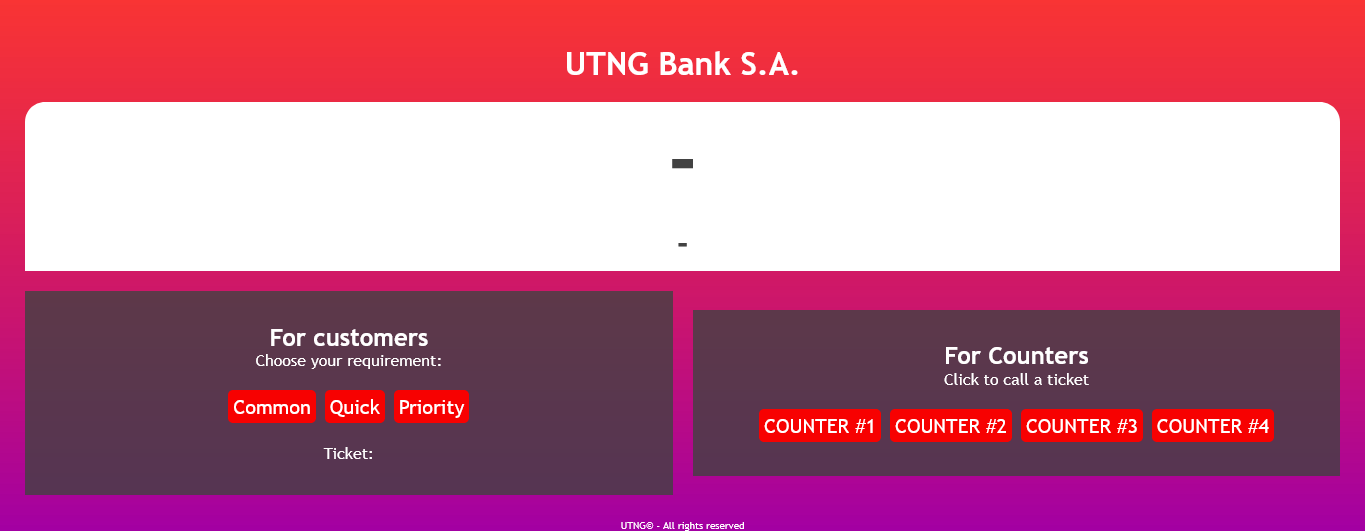 UTNG Bank S.A.
-
-
For customers
Choose your requirement:
Common Quick Priority
Ticket:
For Counters
Click to call a ticket
COUNTER #1 COUNTER #2 COUNTER #3 COUNTER #4
UTNG© - All rights reserved